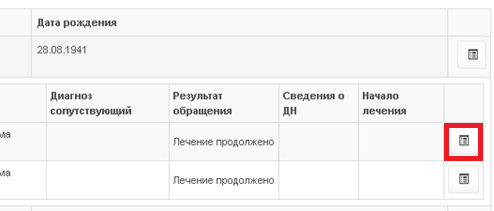 Дата рождения
28.08.1941
Диагноз сопутствующий
Результат обращения
Сведения о ДН
Начало лечения
ма
Лечение продолжено
ма
Лечение продолжено